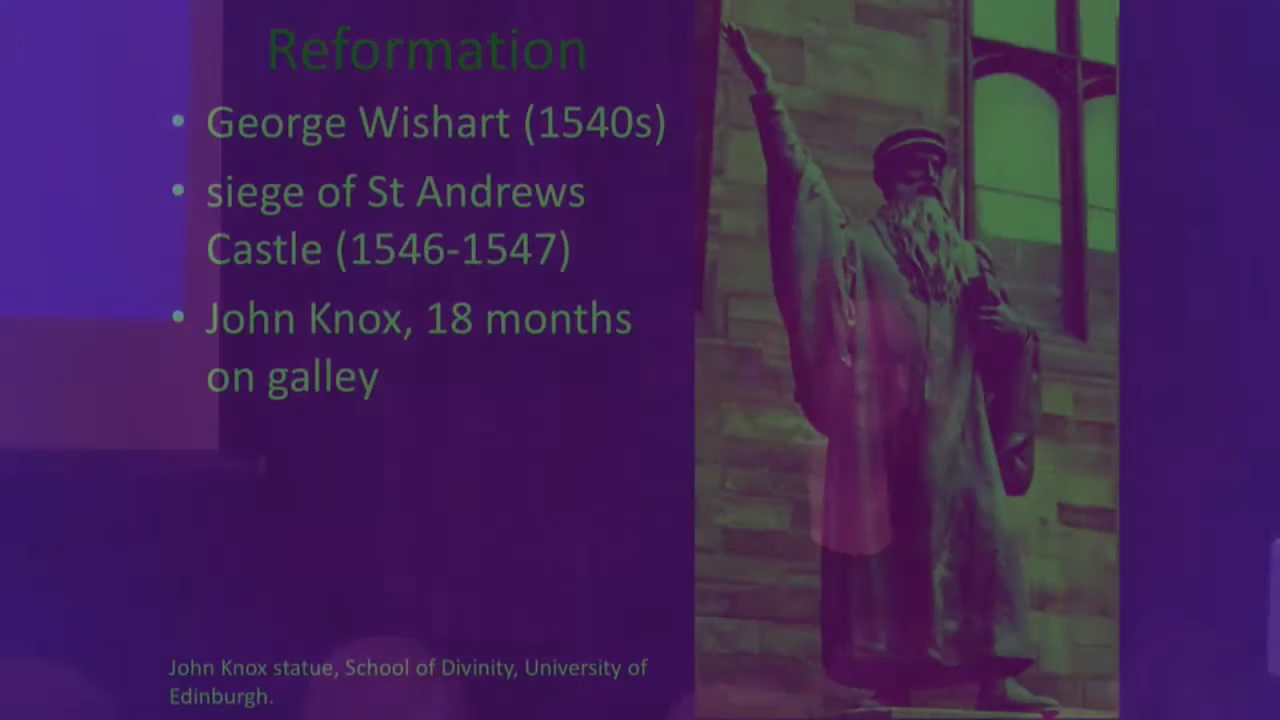 Reformation
• George Wishart (1540s)
• siege of St Andrews
Castle (1546-1547)
• John Knox, 18 months
on galley
John Knox statue, School of Divinity, University of
Edinburgh.